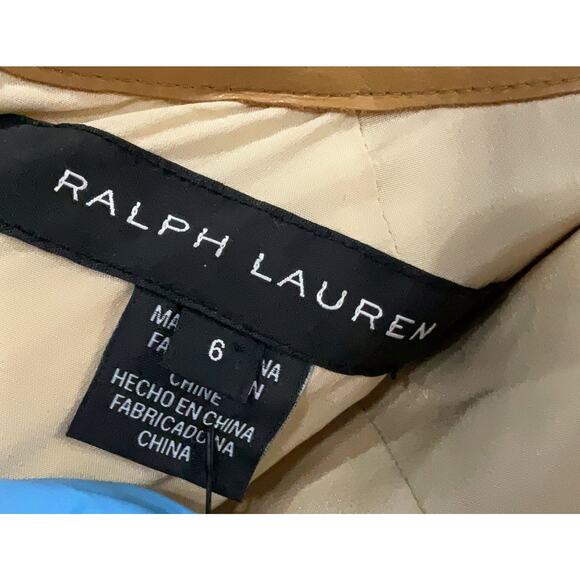 RALPH LAUREN
6
CHINE
HECHO EN CHINA
FABRICADO NA
CHINA